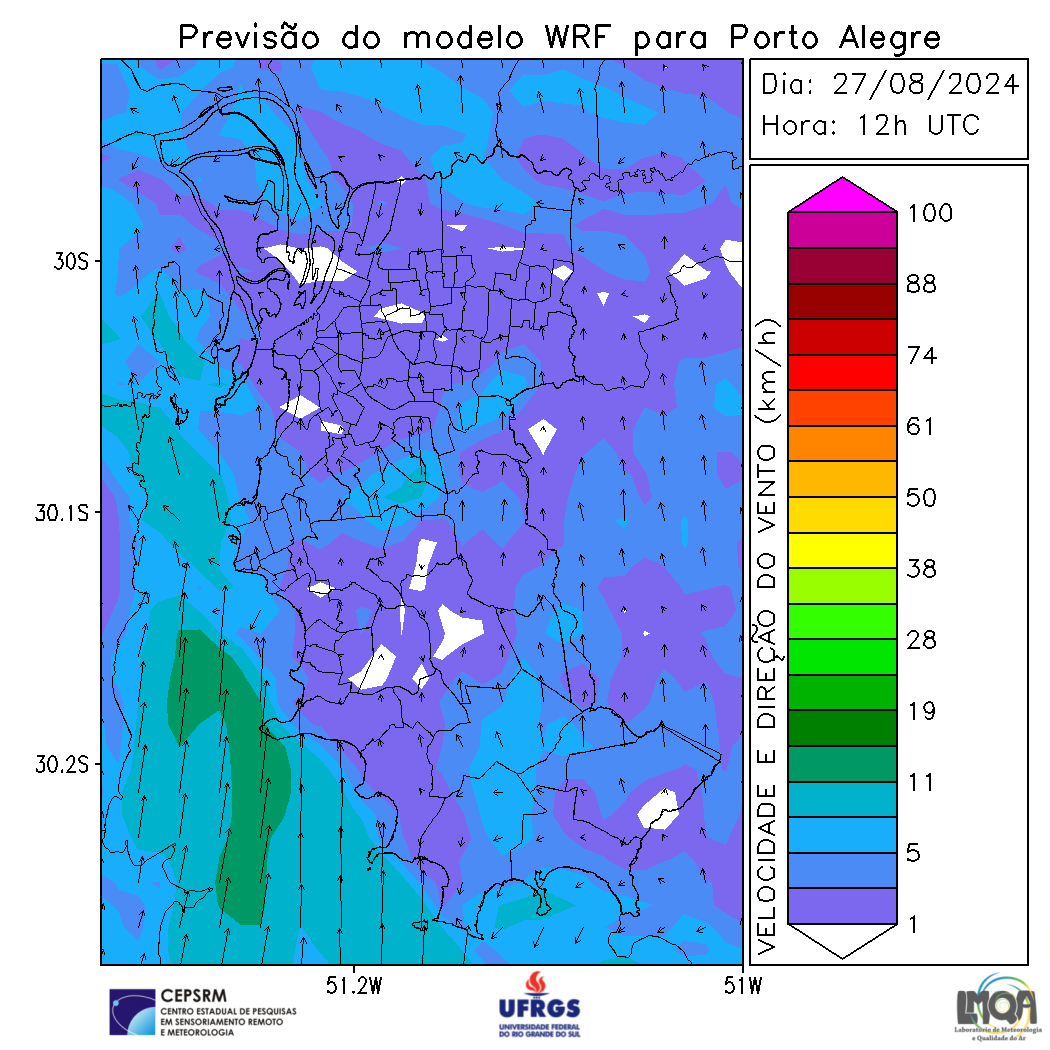 Previsão do modelo WRF para Porto Alegre
Dia: 27/08/2024
Hora: 12h UTC
30S
30.1S
30.2S
51.2W
51W
VELOCIDADE E DIREÇÃO DO VENTO (km/h)
100
88
74
61
50
38
28
19
11
5
1
CEPSRM
CENTRO ESTADUAL DE PESQUISAS
EM SENSORIAMENTO REMOTO
E METEOROLOGIA
UFRGS
UNIVERSIDADE FEDERAL
DO RIO GRANDE DO SUL
LMQA
Laboratório de Meteorologia
e Qualidade do Ar